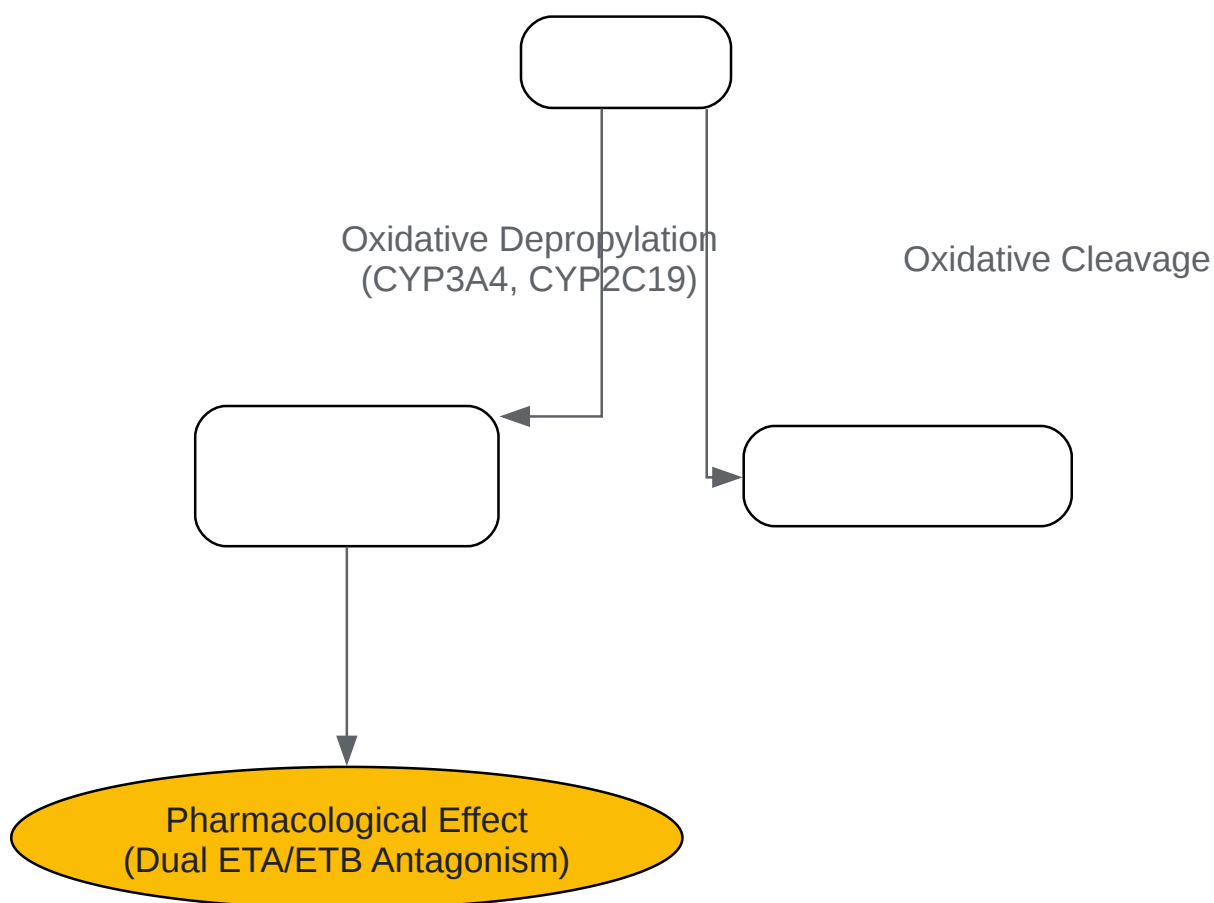 Oxidative Depropylation
(CYP3A4, CYP2C19)
Oxidative Cleavage
Pharmacological Effect
(Dual ETA/ETB Antagonism)